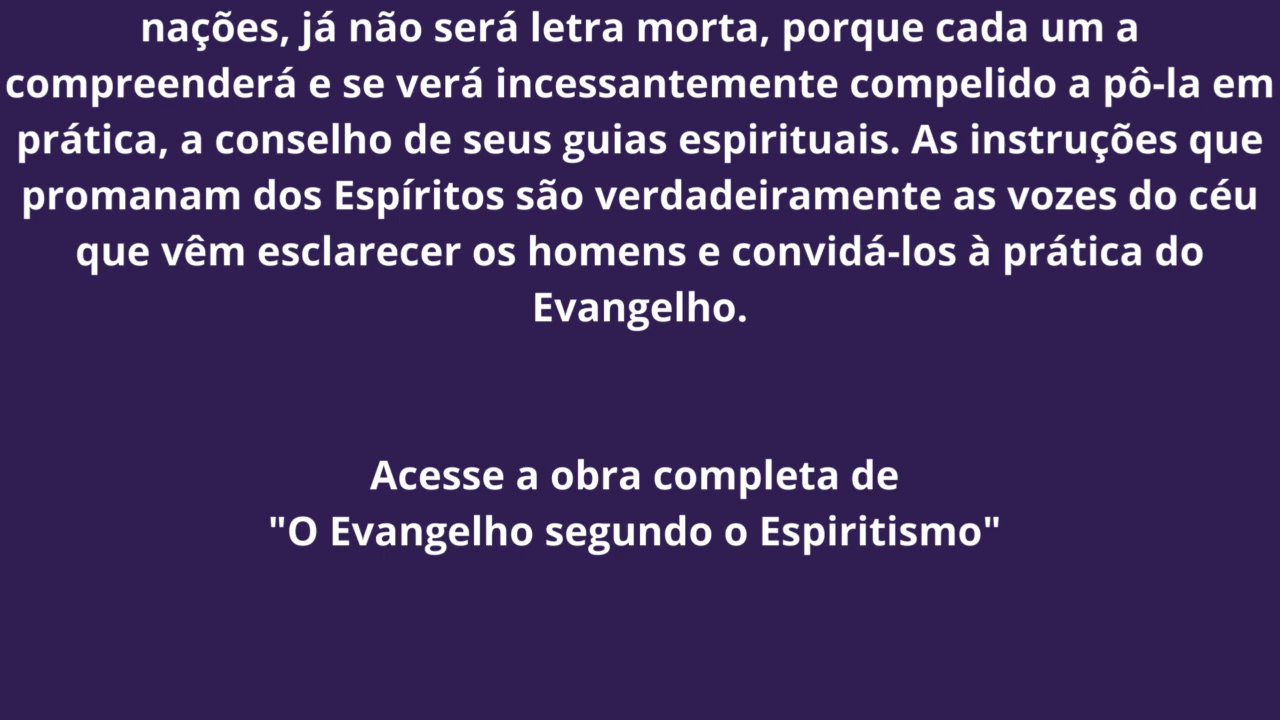 nações, já não será letra morta, porque cada um a
compreenderá e se verá incessantemente compelido a pô-la em
prática, a conselho de seus guias espirituais. As instruções que
promanam dos Espíritos são verdadeiramente as vozes do céu
que vêm esclarecer os homens e convidá-los à prática do
Evangelho.
Acesse a obra completa de
"O Evangelho segundo o Espiritismo"